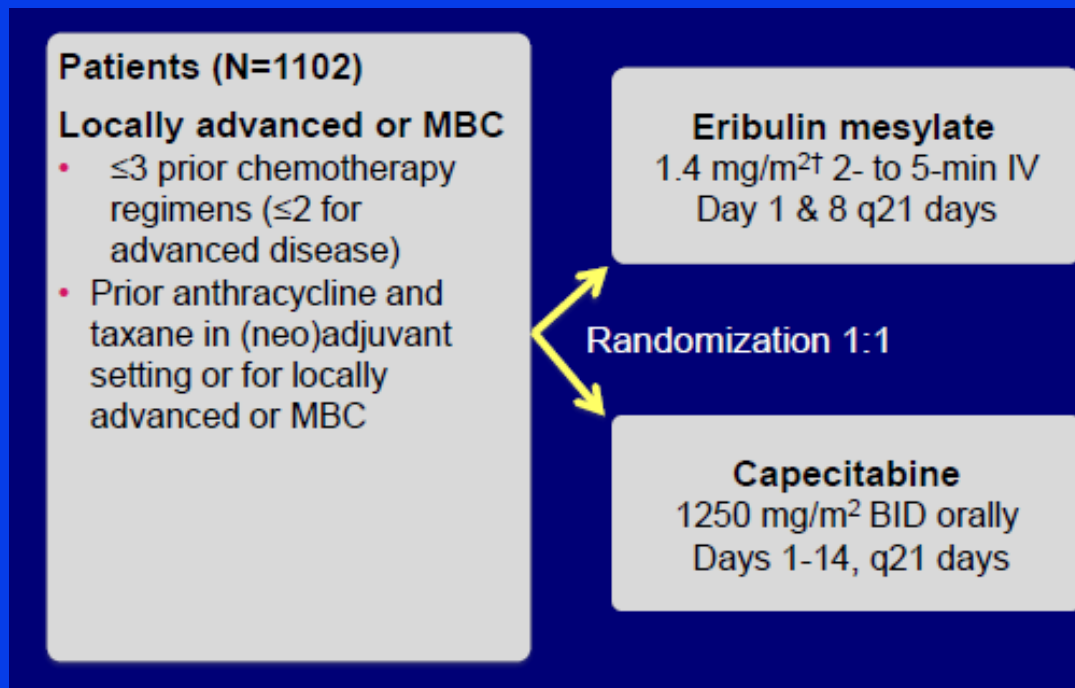 Patients (N=1102)
Locally advanced or MBC
• ≤3 prior chemotherapy
regimens (≤2 for
advanced disease)
• Prior anthracycline and
taxane in (neo)adjuvant
setting or for locally
advanced or MBC
Eribulin mesylate
1.4 mg/m²† 2- to 5-min IV
Day 1 & 8 q21 days
Randomization 1:1
Capecitabine
1250 mg/m² BID orally
Days 1-14, q21 days